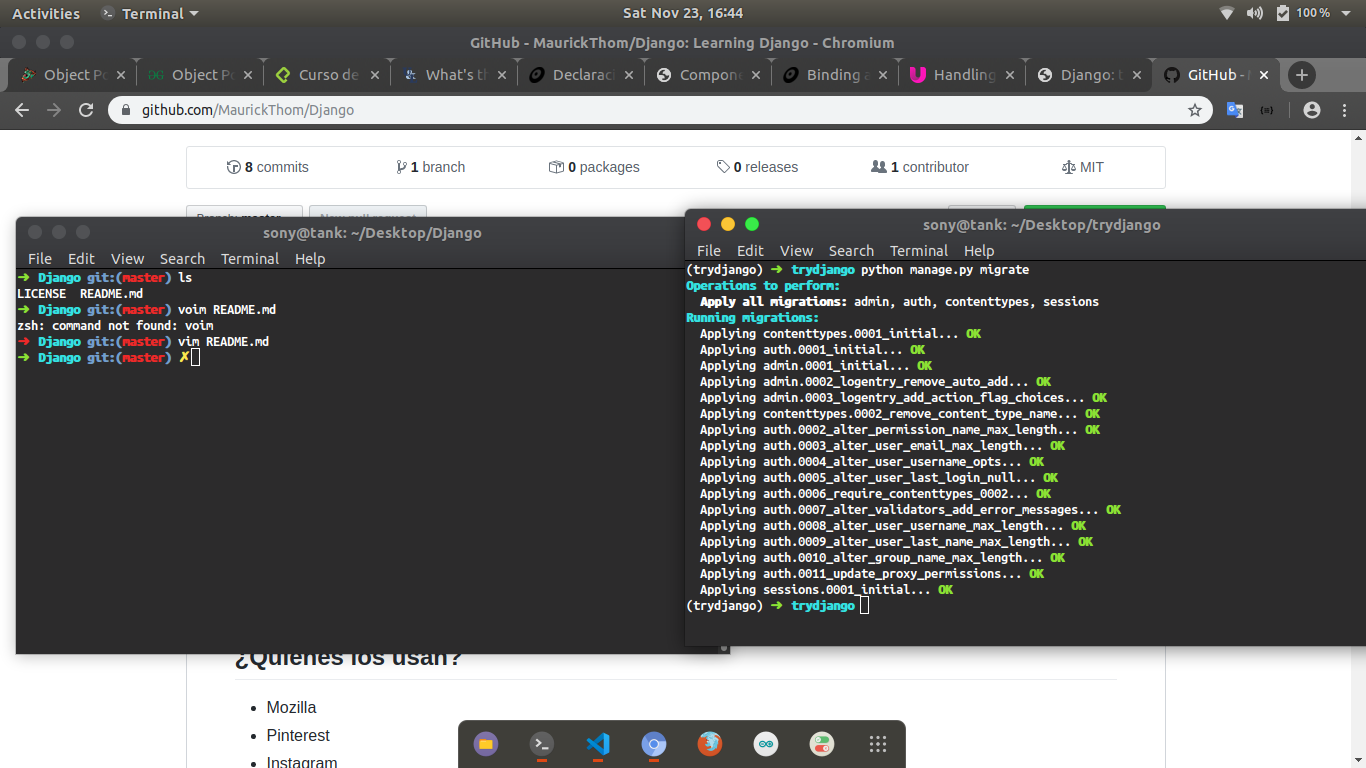 Activities Terminal Sat Nov 23, 16:44 100 %
GitHub - MaurickThom/Django: Learning Django - Chromium
Object Po Object Po Curso de What's th Declaraci Compone Binding a Handling Django: t GitHub - M
github.com/MaurickThom/Django
8 commits 1 branch 0 packages 0 releases 1 contributor MIT
sony@tank: ~/Desktop/Django
File Edit View Search Terminal Help
➜ Django git:(master) ls
LICENSE README.md
➜ Django git:(master) voim README.md
zsh: command not found: voim
➜ Django git:(master) vim README.md
➜ Django git:(master) ✗
sony@tank: ~/Desktop/trydjango
File Edit View Search Terminal Help
(trydjango) ➜ trydjango python manage.py migrate
Operations to perform:
Apply all migrations: admin, auth, contenttypes, sessions
Running migrations:
Applying contenttypes.0001_initial... OK
Applying auth.0001_initial... OK
Applying admin.0001_initial... OK
Applying admin.0002_logentry_remove_auto_add... OK
Applying admin.0003_logentry_add_action_flag_choices... OK
Applying contenttypes.0002_remove_content_type_name... OK
Applying auth.0002_alter_permission_name_max_length... OK
Applying auth.0003_alter_user_email_max_length... OK
Applying auth.0004_alter_user_username_opts... OK
Applying auth.0005_alter_user_last_login_null... OK
Applying auth.0006_require_contenttypes_0002... OK
Applying auth.0007_alter_validators_add_error_messages... OK
Applying auth.0008_alter_user_username_max_length... OK
Applying auth.0009_alter_user_last_name_max_length... OK
Applying auth.0010_alter_group_name_max_length... OK
Applying auth.0011_update_proxy_permissions... OK
Applying sessions.0001_initial... OK
(trydjango) ➜ trydjango
¿Quienes los usan?
Mozilla
Pinterest
Instagram